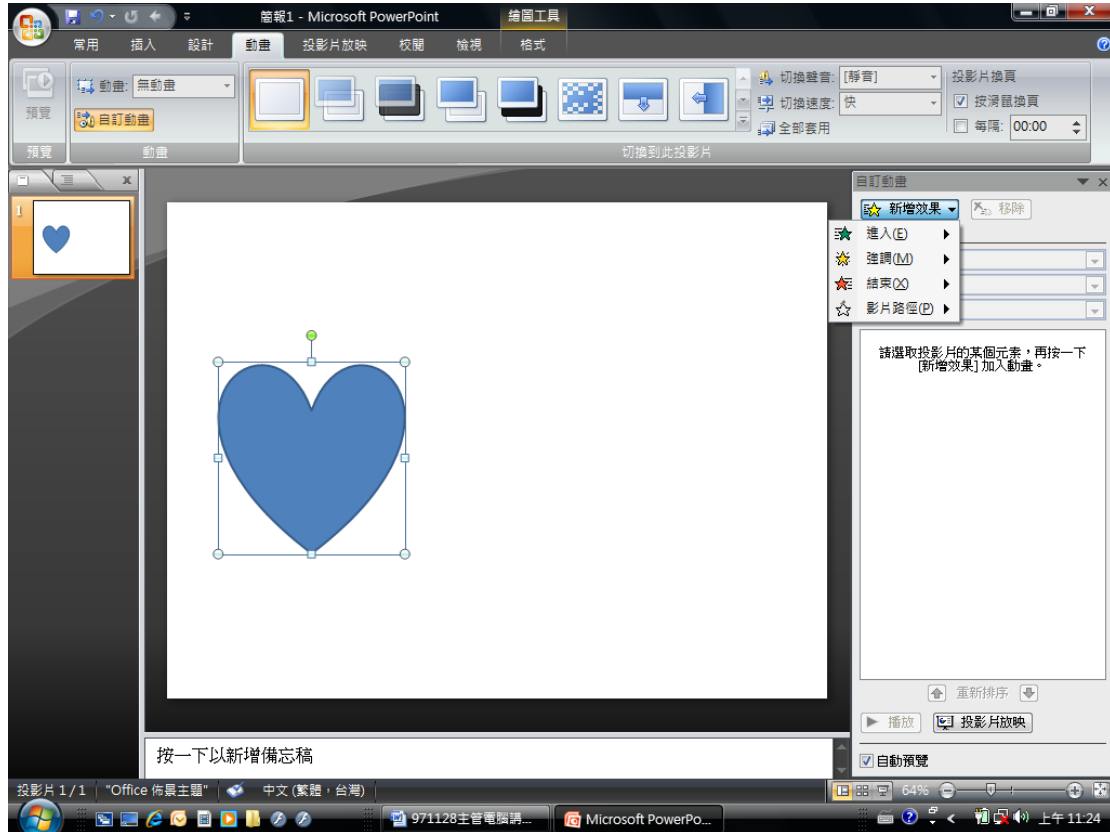 簡報1 - Microsoft PowerPoint
繪圖工具
常用 插入 設計 動畫 投影片放映 校閱 檢視 格式
預覽
動畫: 無動畫
自訂動畫
切換聲音: [靜音]
切換速度: 快
全部套用
投影片換頁
按滑鼠換頁
每隔: 00:00
預覽 動畫 切換到此投影片
1
自訂動畫
新增效果 移除
進入(E)
強調(M)
結束(X)
影片路徑(P)
請選取投影片的某個元素，再按一下
[新增效果] 加入動畫。
重新排序
播放 投影片放映
自動預覽
按一下以新增備忘稿
投影片 1 / 1 "Office 佈景主題" 中文 (繁體，台灣) 64%
971128主管電腦講... Microsoft PowerPo... 上午 11:24